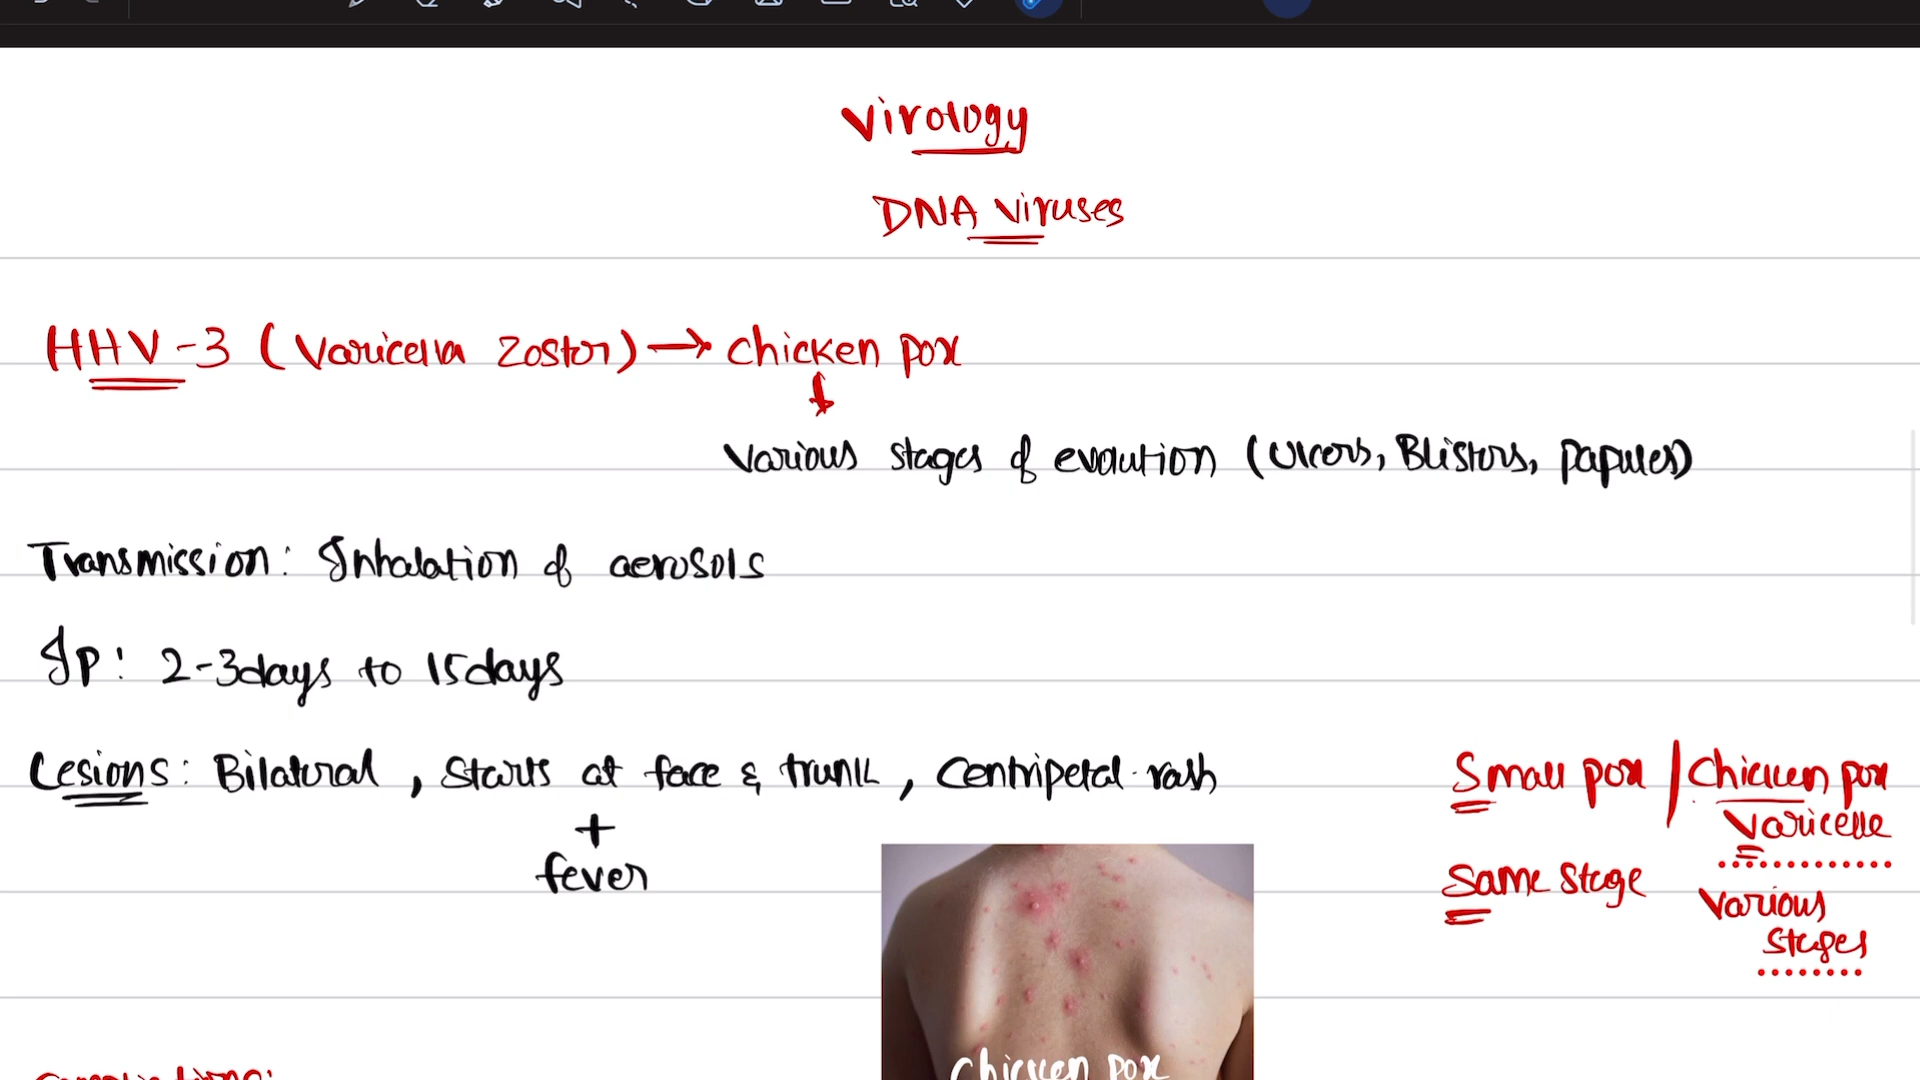 Virology
DNA viruses
HHV-3 (Varicella Zoster) → Chicken pox
Various stages of evolution (Ulcers, Blisters, papules)
Transmission: Inhalation of aerosols
IP: 2-3days to 15days
Lesions: Bilateral, Starts at face & trunk, Centripetal rash
+
fever
Small pox / Chicken pox
Varicelle
Same Stage
Various
Stages
Chicken pox